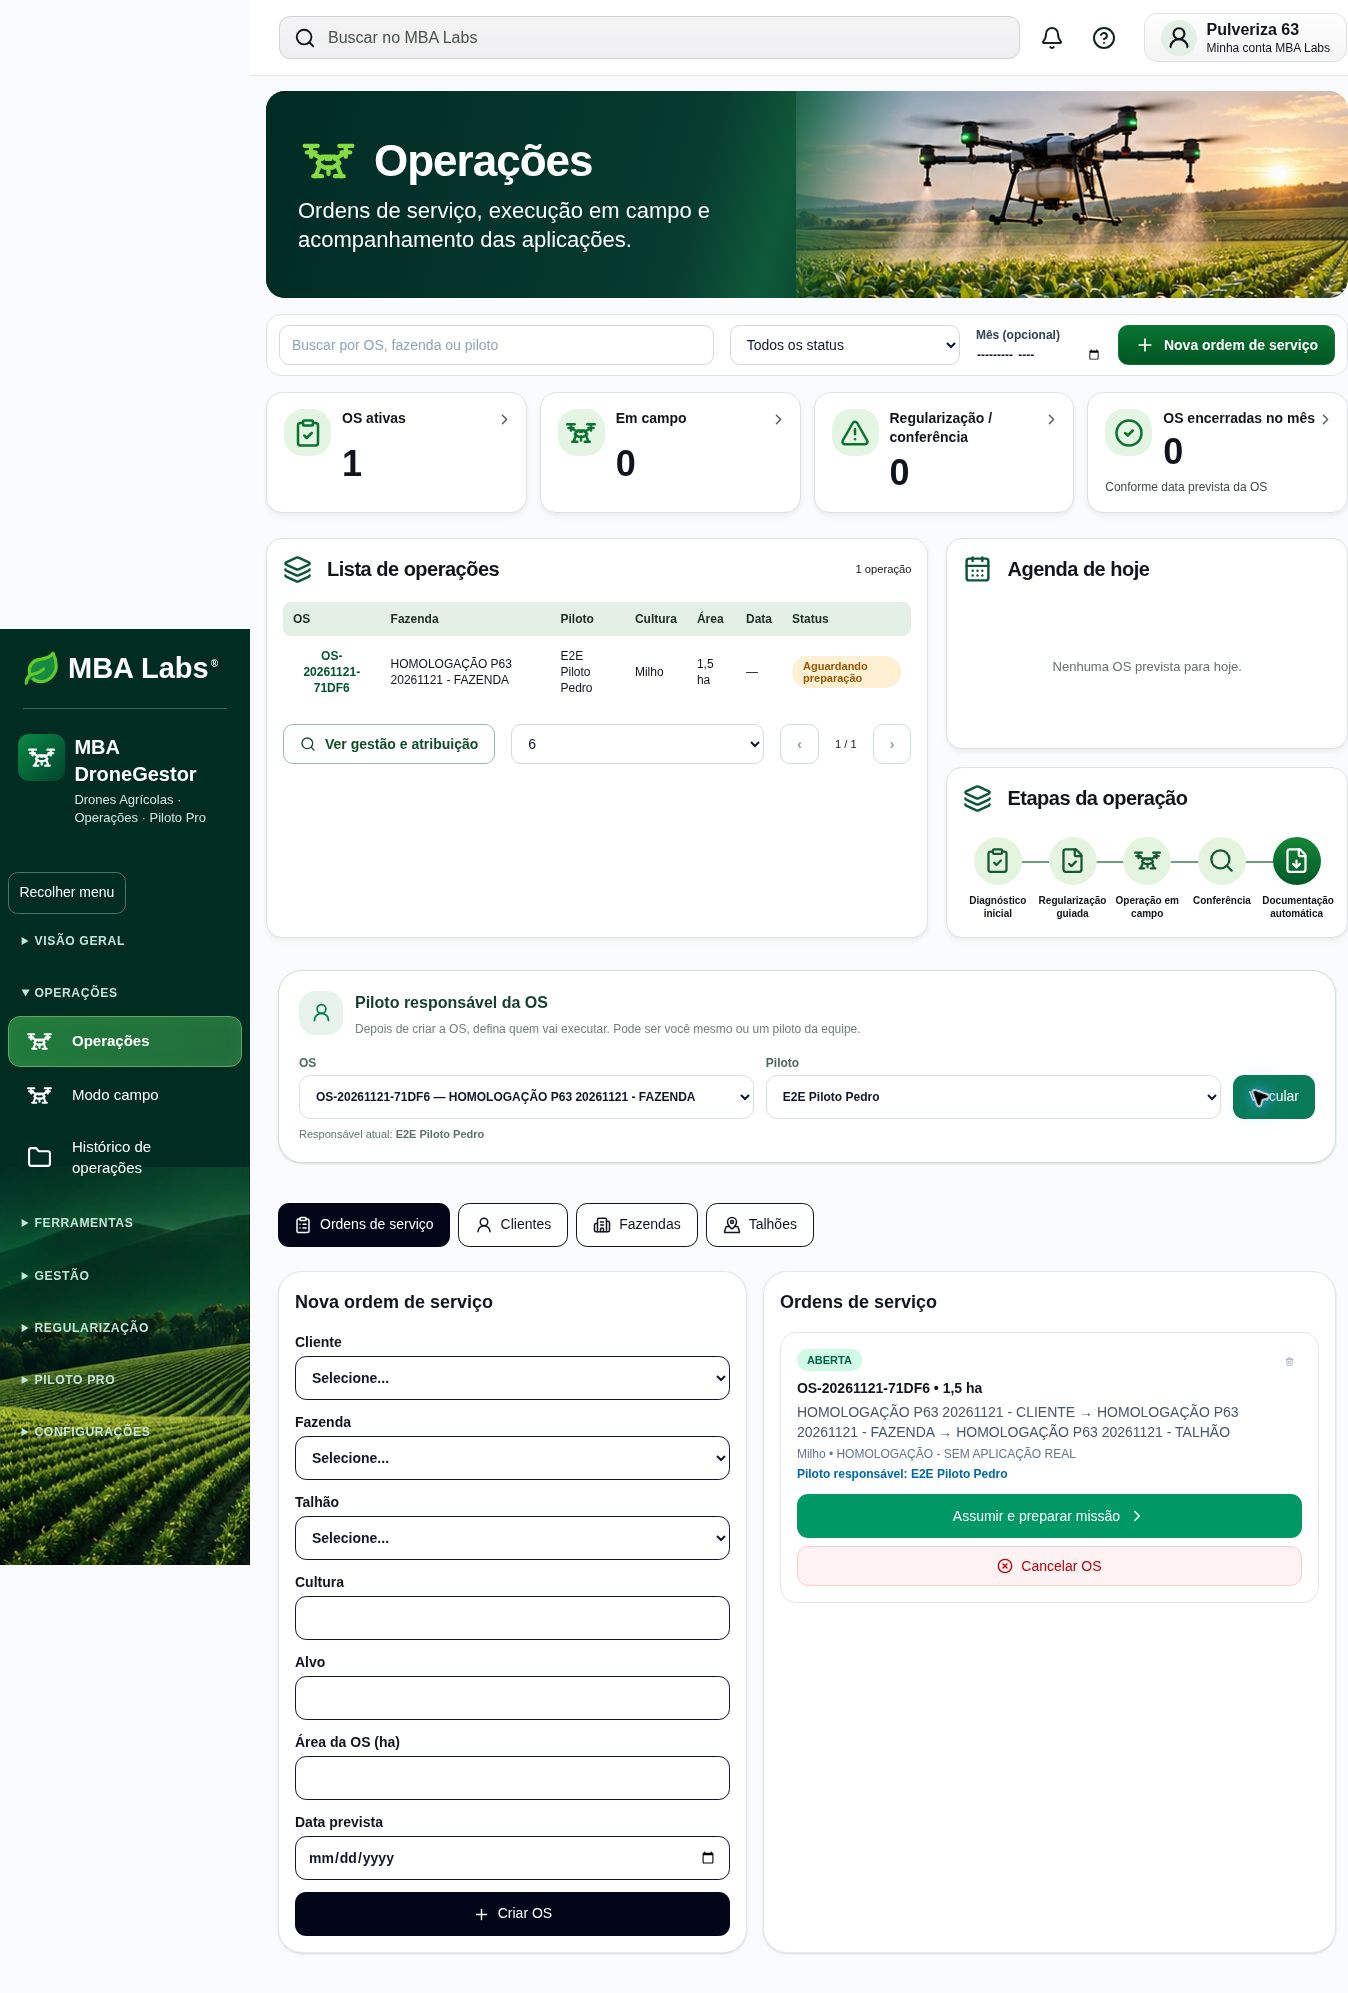 Buscar no MBA Labs
Pulveriza 63
Minha conta MBA Labs
Operações
Ordens de serviço, execução em campo e
acompanhamento das aplicações.
Buscar por OS, fazenda ou piloto
Todos os status
Mês (opcional)
--------- ----
Nova ordem de serviço
OS ativas
1
Em campo
0
Regularização /
conferência
0
OS encerradas no mês
0
Conforme data prevista da OS
Lista de operações
1 operação
OS Fazenda Piloto Cultura Área Data Status
OS-
20261121-
71DF6
HOMOLOGAÇÃO P63
20261121 - FAZENDA
E2E
Piloto
Pedro
Milho
1,5
ha
—
Aguardando
preparação
Ver gestão e atribuição
6
‹
1 / 1
›
Agenda de hoje
Nenhuma OS prevista para hoje.
Etapas da operação
Diagnóstico
inicial
Regularização
guiada
Operação em
campo
Conferência
Documentação
automática
MBA Labs®
MBA
DroneGestor
Drones Agrícolas ·
Operações · Piloto Pro
Recolher menu
VISÃO GERAL
OPERAÇÕES
Operações
Modo campo
Histórico de
operações
FERRAMENTAS
GESTÃO
REGULARIZAÇÃO
PILOTO PRO
CONFIGURAÇÕES
Piloto responsável da OS
Depois de criar a OS, defina quem vai executar. Pode ser você mesmo ou um piloto da equipe.
OS
OS-20261121-71DF6 — HOMOLOGAÇÃO P63 20261121 - FAZENDA
Piloto
E2E Piloto Pedro
Responsável atual: E2E Piloto Pedro
Ordens de serviço
Clientes
Fazendas
Talhões
Nova ordem de serviço
Cliente
Selecione...
Fazenda
Selecione...
Talhão
Selecione...
Cultura
Alvo
Área da OS (ha)
Data prevista
mm/dd/yyyy
Criar OS
Ordens de serviço
ABERTA
OS-20261121-71DF6 • 1,5 ha
HOMOLOGAÇÃO P63 20261121 - CLIENTE → HOMOLOGAÇÃO P63
20261121 - FAZENDA → HOMOLOGAÇÃO P63 20261121 - TALHÃO
Milho • HOMOLOGAÇÃO - SEM APLICAÇÃO REAL
Piloto responsável: E2E Piloto Pedro
Assumir e preparar missão
Cancelar OS